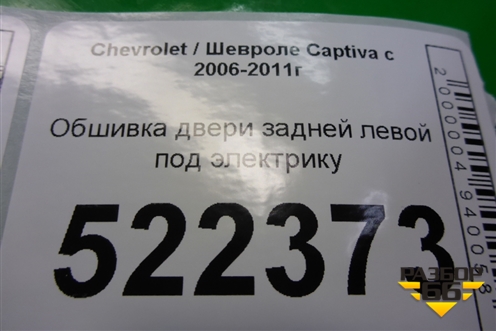 Chevrolet / Шевроле Captiva с
2006-2011г
Обшивка двери задней левой
под электрику
522373
РАЗБОР
66